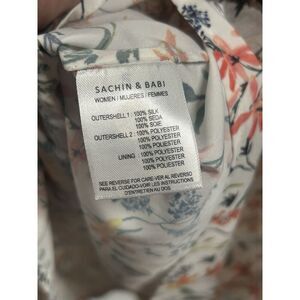 SACHIN & BABI
WOMEN / MUJERES / FEMMES
OUTERSHELL 1 : 100% SILK
100% SEDA
100% SOIE
OUTERSHELL 2 : 100% POLYESTER
100% POLIESTER
100% POLYESTER
LINING : 100% POLYESTER
100% POLIESTER
100% POLYESTER
SEE REVERSE FOR CARE-VER AL REVERSO
PARA EL CUIDADO-VOIR LES INSTRUCTIONS
D'ENTRETIEN AU DOS